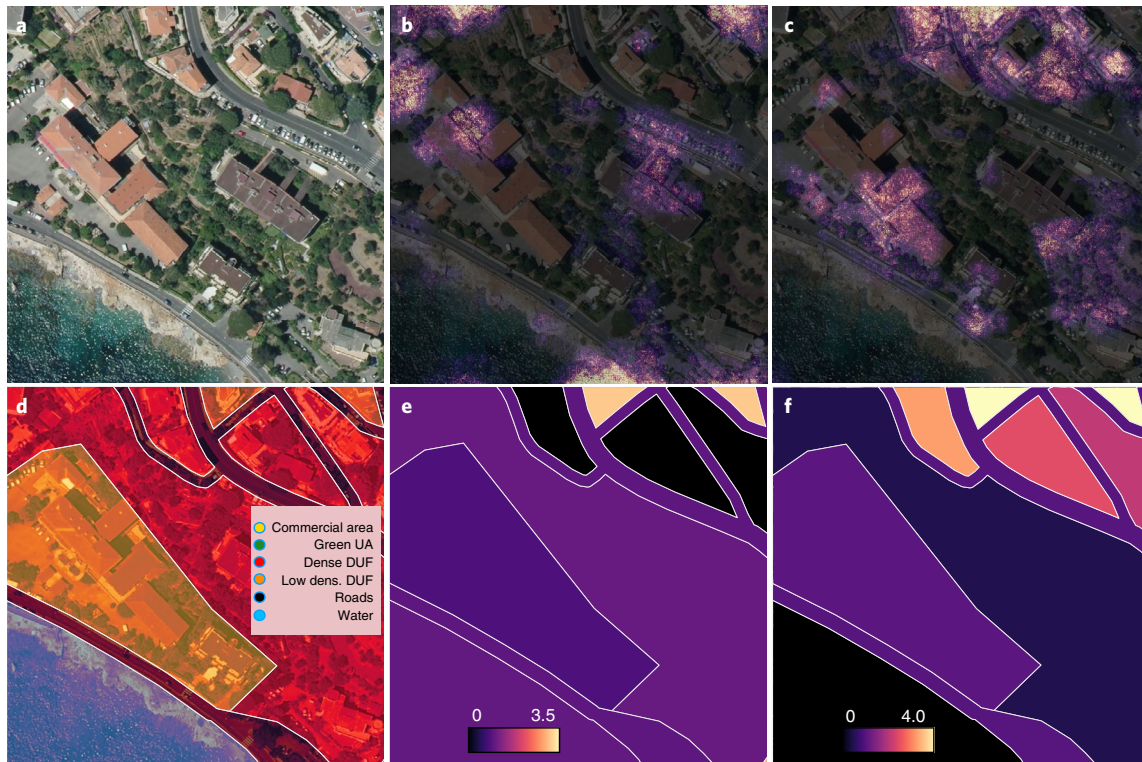 a
b
c
d
Commercial area
Green UA
Dense DUF
Low dens. DUF
Roads
Water
e
0 3.5
f
0 4.0